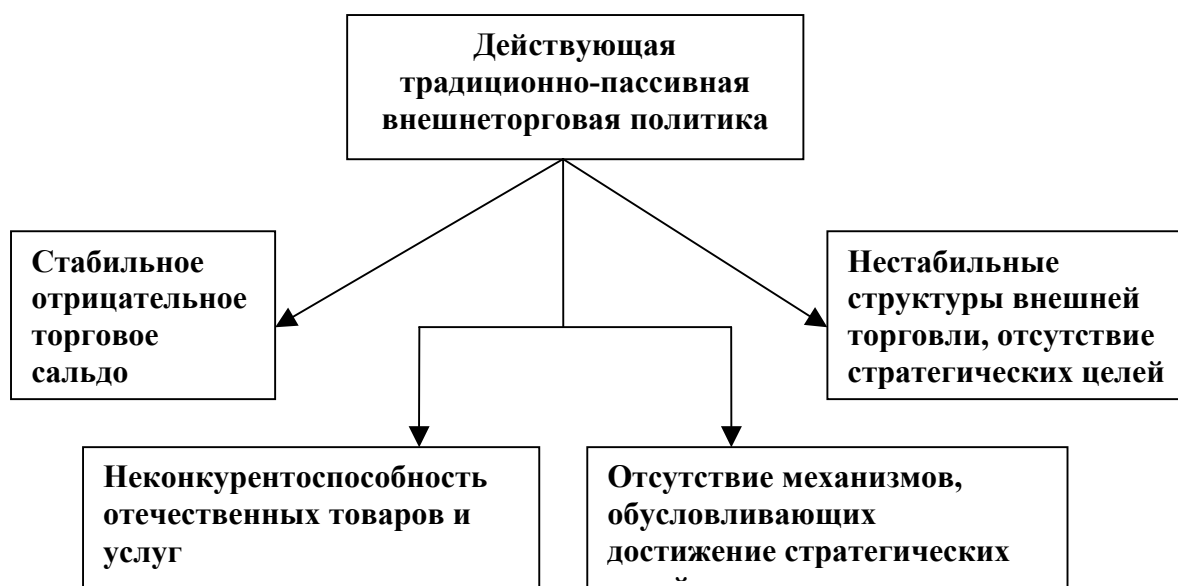 Действующая
традиционно-пассивная
внешнеторговая политика
Стабильное
отрицательное
торговое
сальдо
Нестабильные
структуры внешней
торговли, отсутствие
стратегических целей
Неконкурентоспособность
отечественных товаров и
услуг
Отсутствие механизмов,
обусловливающих
достижение стратегических